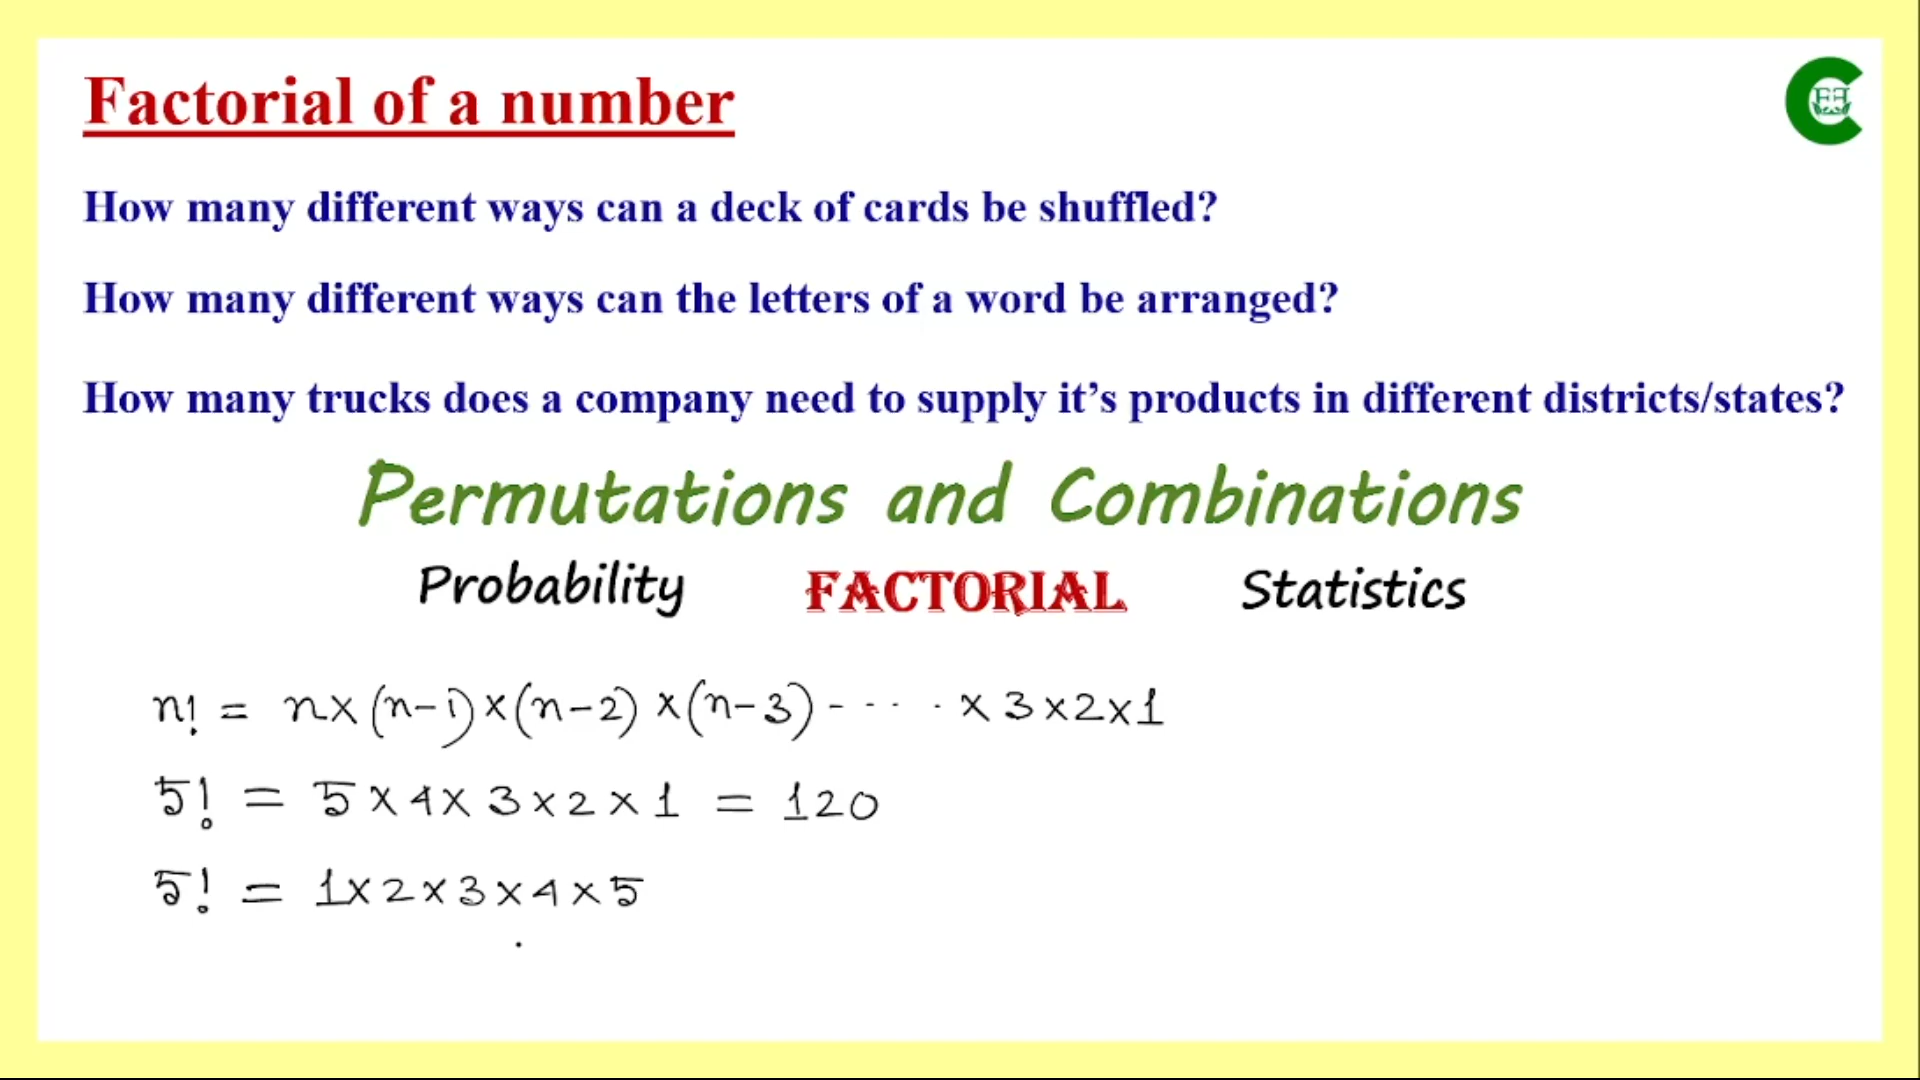 Factorial of a number
How many different ways can a deck of cards be shuffled?
How many different ways can the letters of a word be arranged?
How many trucks does a company need to supply it’s products in different districts/states?
Permutations and Combinations
Probability FACTORIAL Statistics
n! = n×(n-1)×(n-2)×(n-3)- - - - . × 3×2×1
5! = 5×4×3×2×1 = 120
5! = 1×2×3×4×5